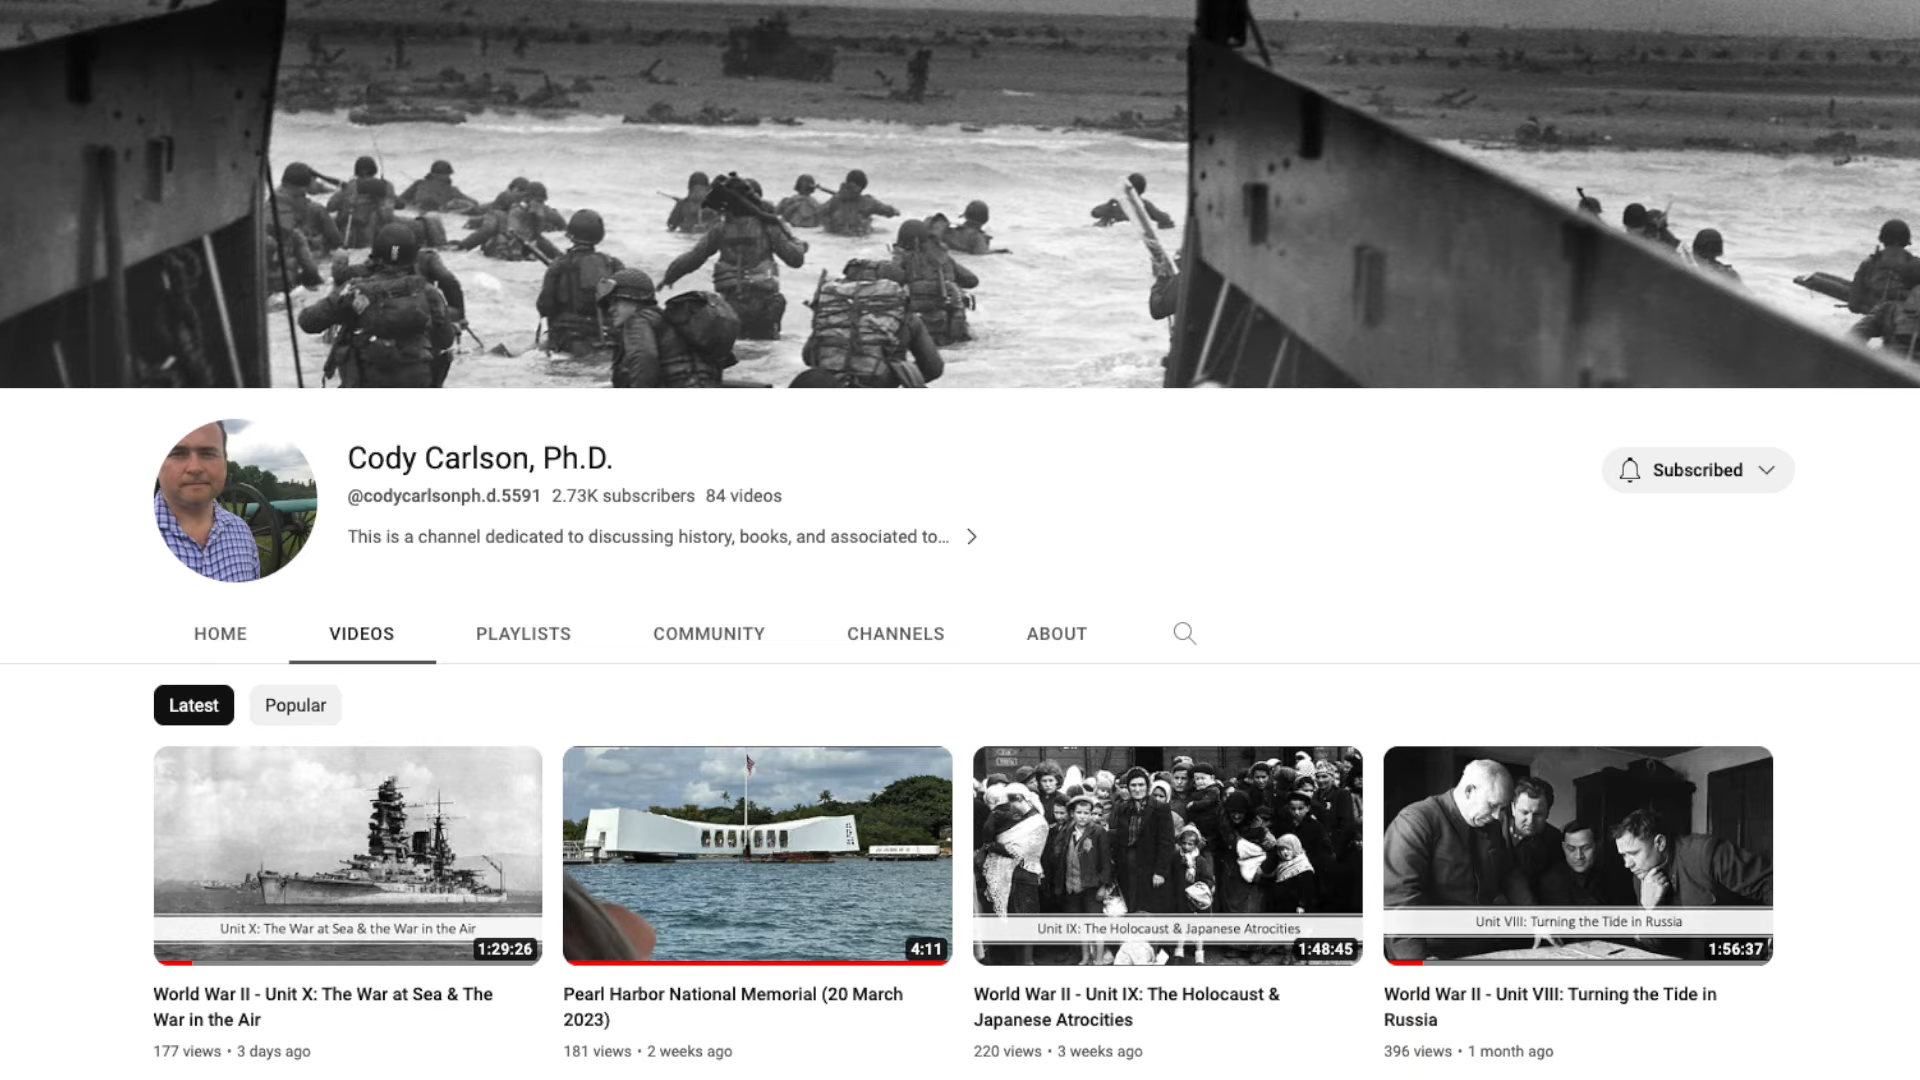 Cody Carlson, Ph.D.
@codycarlsonph.d.5591 2.73K subscribers 84 videos
This is a channel dedicated to discussing history, books, and associated to...
Subscribed
HOME VIDEOS PLAYLISTS COMMUNITY CHANNELS ABOUT
Latest Popular
Unit X: The War at Sea & the War in the Air
1:29:26
4:11
Unit IX: The Holocaust & Japanese Atrocities
1:48:45
Unit VIII: Turning the Tide in Russia
1:56:37
World War II - Unit X: The War at Sea & The
War in the Air
177 views • 3 days ago
Pearl Harbor National Memorial (20 March
2023)
181 views • 2 weeks ago
World War II - Unit IX: The Holocaust &
Japanese Atrocities
220 views • 3 weeks ago
World War II - Unit VIII: Turning the Tide in
Russia
396 views • 1 month ago